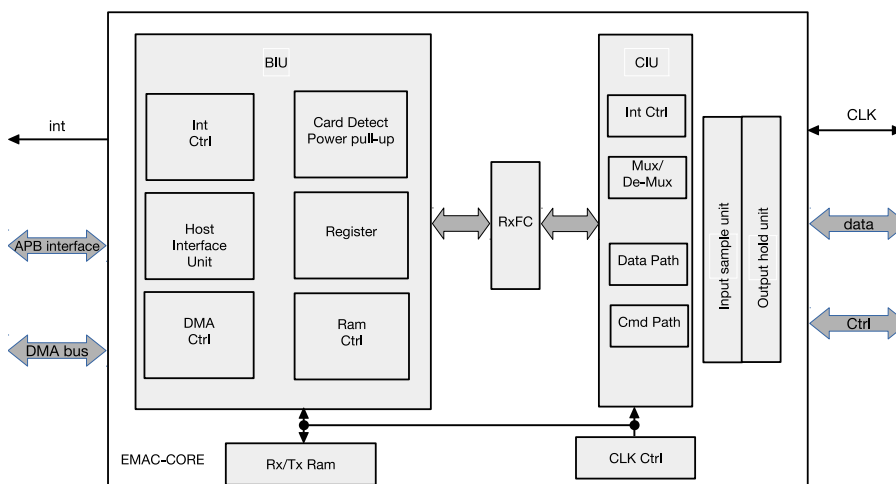 BIU
CIU
int
Int
Ctrl
Card Detect
Power pull-up
Int Ctrl
CLK
Mux/
De-Mux
APB interface
Host
Interface
Unit
Register
RxFC
Data Path
Input sample unit
Output hold unit
data
DMA bus
DMA
Ctrl
Ram
Ctrl
Cmd Path
Ctrl
EMAC-CORE
Rx/Tx Ram
CLK Ctrl